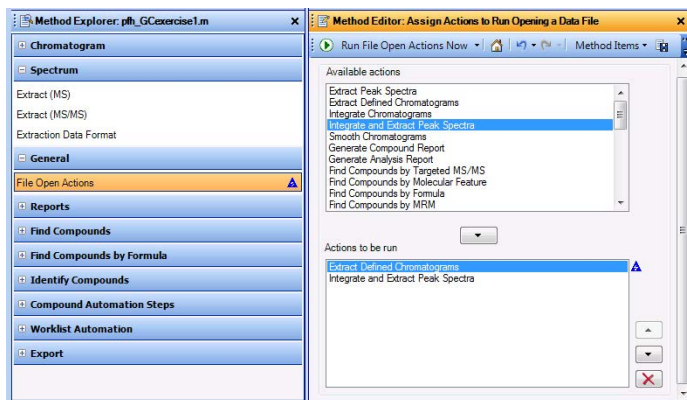 Method Explorer: pfh_GCexercise1.m
Chromatogram
Spectrum
Extract (MS)
Extract (MS/MS)
Extraction Data Format
General
File Open Actions
Reports
Find Compounds
Find Compounds by Formula
Identify Compounds
Compound Automation Steps
Worklist Automation
Export
Method Editor: Assign Actions to Run Opening a Data File
Run File Open Actions Now
Method Items
Available actions
Extract Peak Spectra
Extract Defined Chromatograms
Integrate Chromatograms
Integrate and Extract Peak Spectra
Smooth Chromatograms
Generate Compound Report
Generate Analysis Report
Find Compounds by Targeted MS/MS
Find Compounds by Molecular Feature
Find Compounds by Formula
Find Compounds by MRM
Actions to be run
Extract Defined Chromatograms
Integrate and Extract Peak Spectra